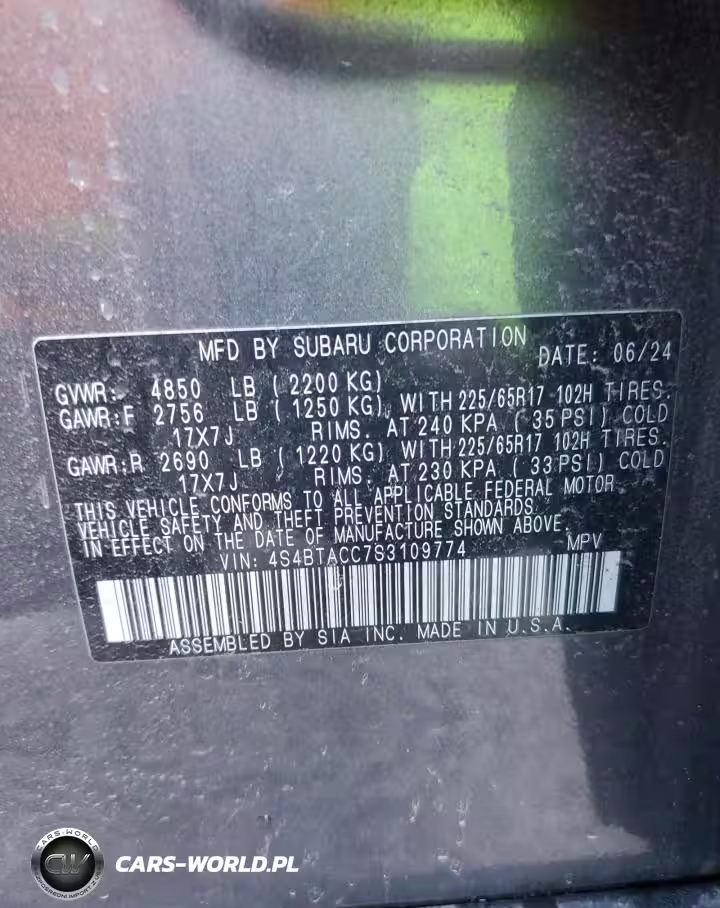 MFD BY SUBARU CORPORATION DATE: 06/24
GVWR: 4850 LB (2200 KG)
GAWR:F 2756 LB (1250 KG) WITH 225/65R17 102H TIRES.
17X7J RIMS. AT 240 KPA (35 PSI) COLD
GAWR:R 2690 LB (1220 KG) WITH 225/65R17 102H TIRES.
17X7J RIMS. AT 230 KPA (33 PSI) COLD
THIS VEHICLE CONFORMS TO ALL APPLICABLE FEDERAL MOTOR
VEHICLE SAFETY AND THEFT PREVENTION STANDARDS.
IN EFFECT ON THE DATE OF MANUFACTURE SHOWN ABOVE.
VIN: 4S4BTACC7S3109774 MPV
ASSEMBLED BY SIA INC. MADE IN U.S.A.
CARS-WORLD
CW
CARS-WORLD.PL